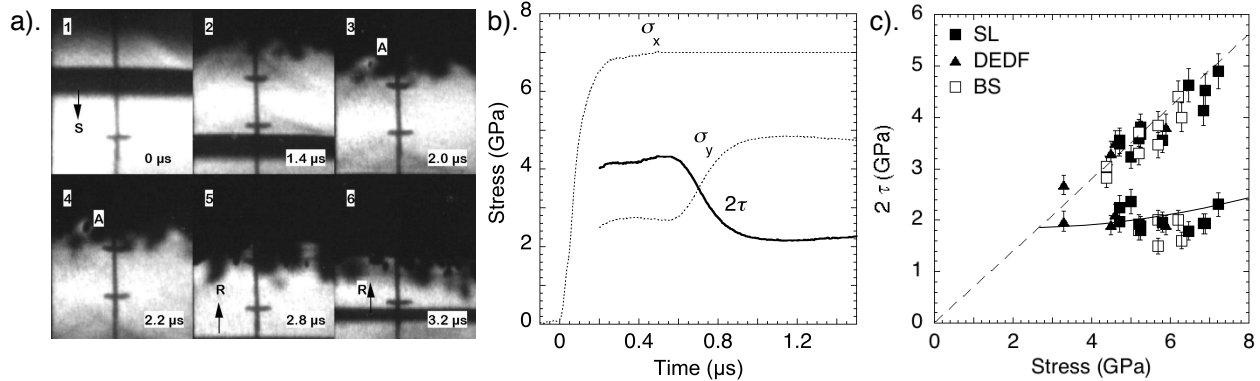 a).
1
S
0 µs
2
1.4 µs
3
A
2.0 µs
4
A
2.2 µs
5
R
2.8 µs
6
R
3.2 µs
b).
8
6
4
2
0
Stress (GPa)
σx
σy
2τ
0 0.4 0.8 1.2
Time (µs)
c).
6
5
4
3
2
1
0
2 τ (GPa)
SL
DEDF
BS
0 2 4 6 8
Stress (GPa)